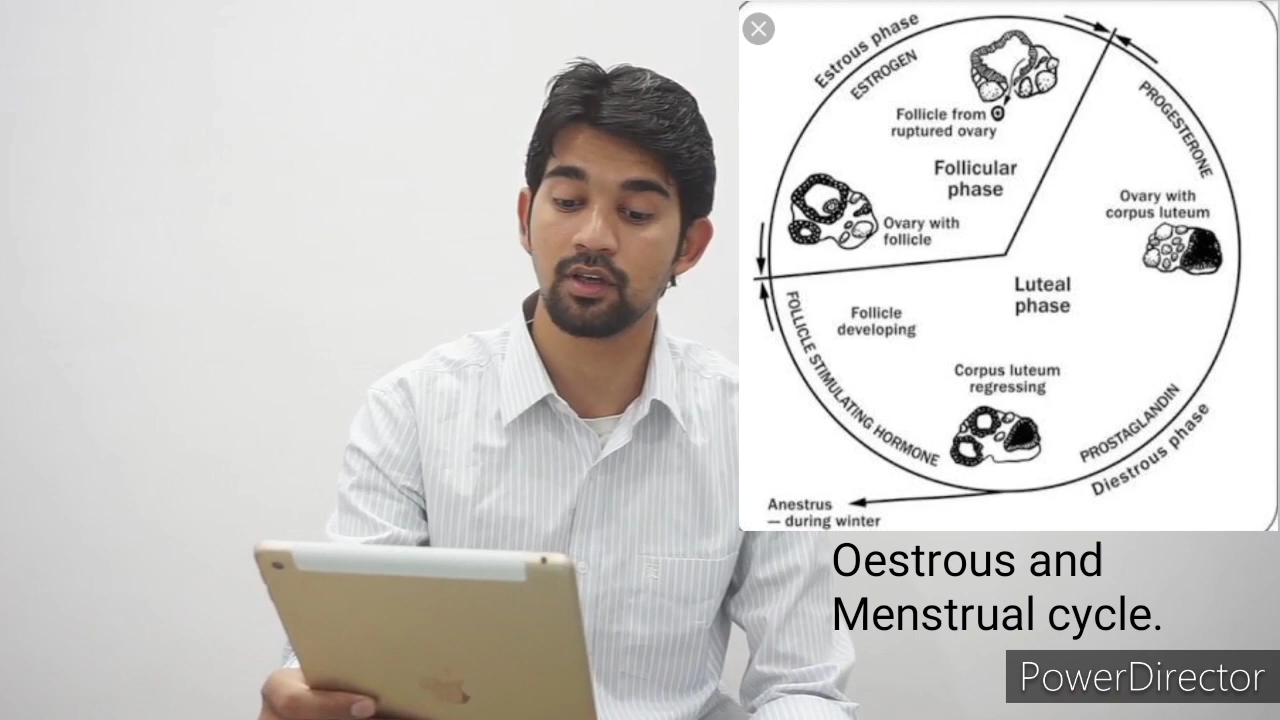 Estrous phase
ESTROGEN
Follicle from
ruptured ovary
Follicular
phase
Ovary with
follicle
PROGESTERONE
Ovary with
corpus luteum
Luteal
phase
Follicle
developing
FOLLICLE STIMULATING HORMONE
Corpus luteum
regressing
PROSTAGLANDIN
Diestrous phase
Anestrus
— during winter
Oestrous and
Menstrual cycle.
PowerDirector